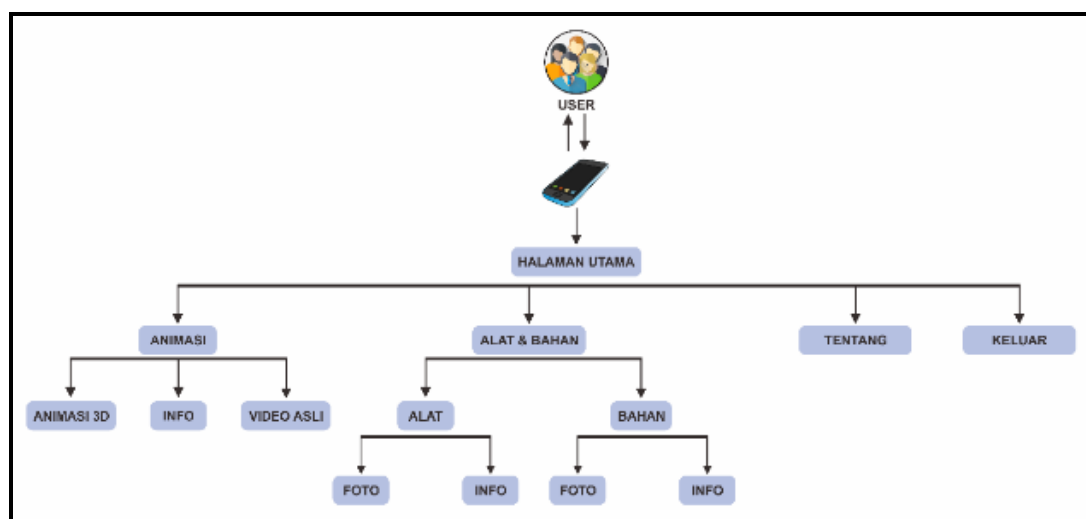 USER
HALAMAN UTAMA
ANIMASI
ALAT & BAHAN
TENTANG
KELUAR
ANIMASI 3D
INFO
VIDEO ASLI
ALAT
BAHAN
FOTO
INFO
FOTO
INFO